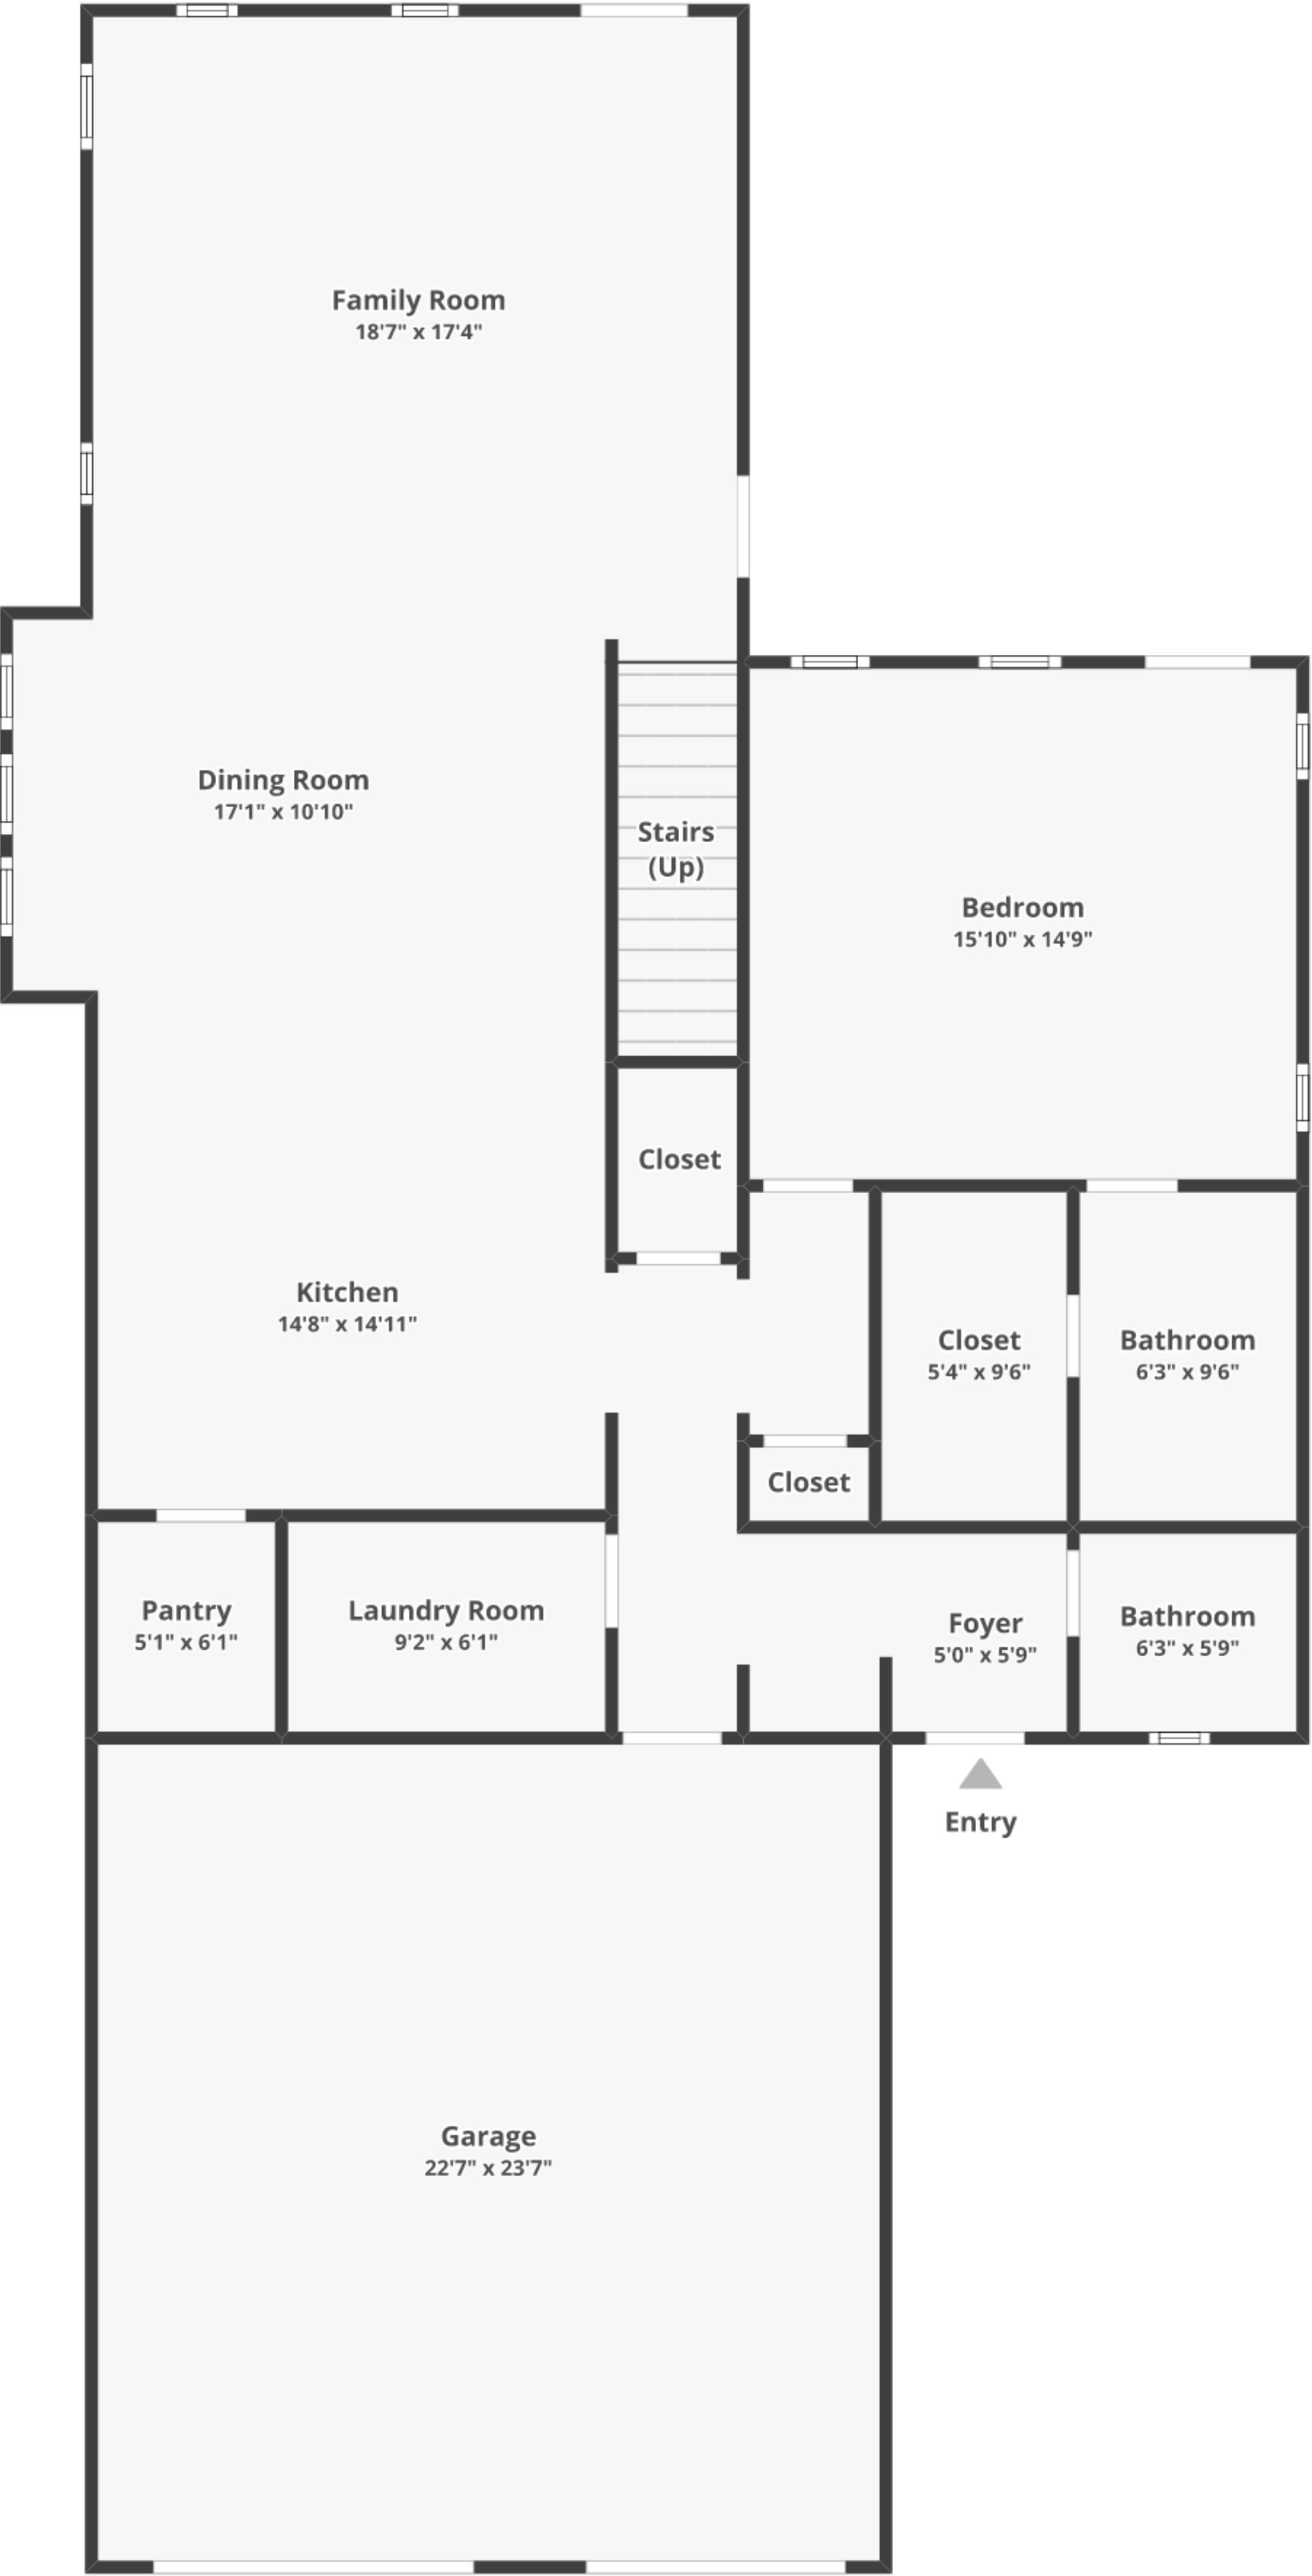 Family Room
18'7" x 17'4"
Dining Room
17'1" x 10'10"
Stairs
(Up)
Bedroom
15'10" x 14'9"
Closet
Kitchen
14'8" x 14'11"
Closet
5'4" x 9'6"
Bathroom
6'3" x 9'6"
Closet
Pantry
5'1" x 6'1"
Laundry Room
9'2" x 6'1"
Foyer
5'0" x 5'9"
Bathroom
6'3" x 5'9"
Entry
Garage
22'7" x 23'7"